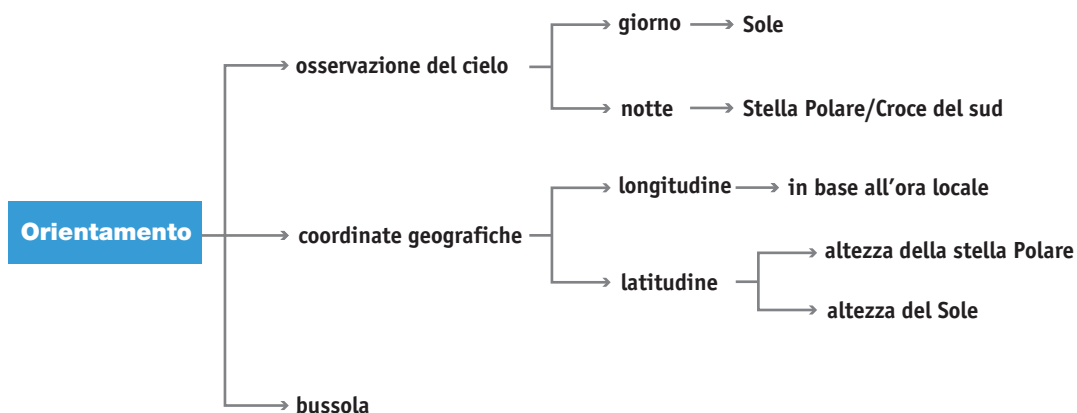 Orientamento
osservazione del cielo
giorno
Sole
notte
Stella Polare/Croce del sud
coordinate geografiche
longitudine
in base all’ora locale
latitudine
altezza della stella Polare
altezza del Sole
bussola